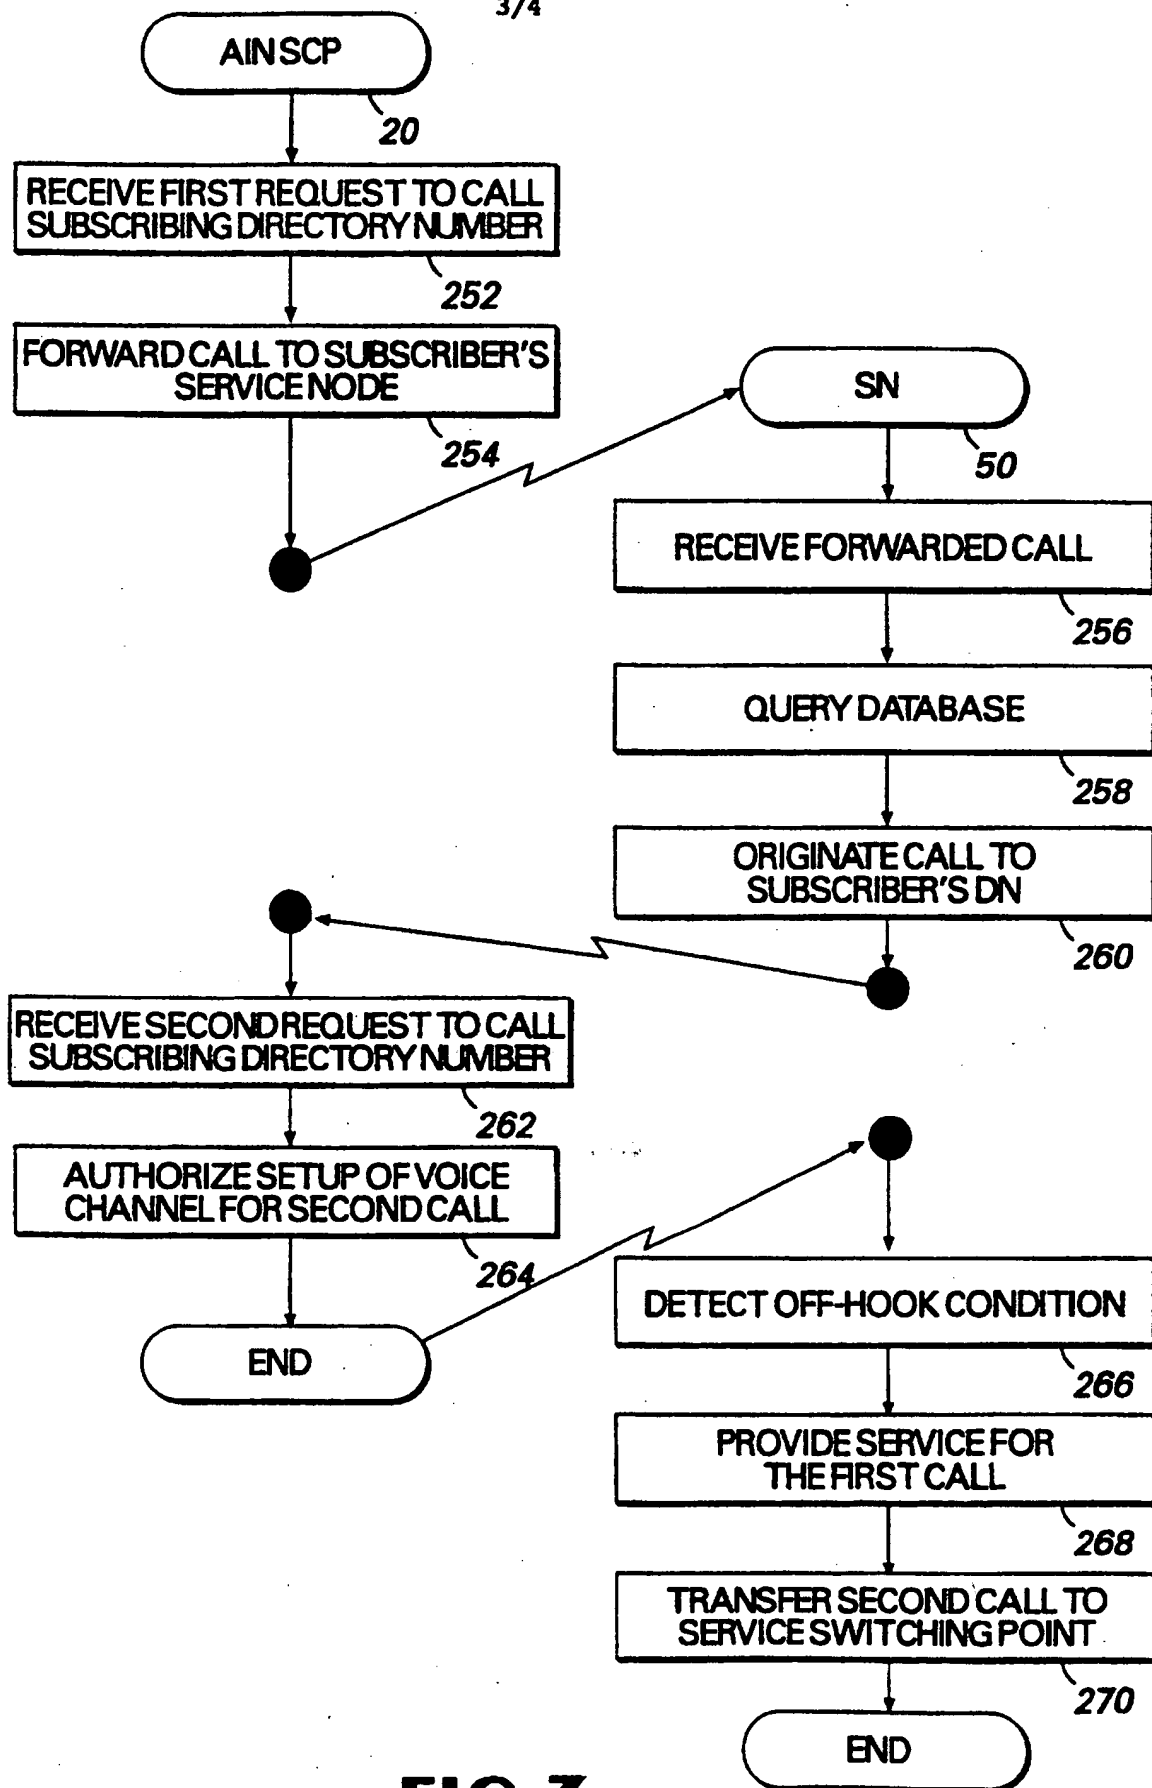 3/4
AIN SCP
20
RECEIVE FIRST REQUEST TO CALL
SUBSCRIBING DIRECTORY NUMBER
252
FORWARD CALL TO SUBSCRIBER'S
SERVICE NODE
254
SN
50
RECEIVE FORWARDED CALL
256
QUERY DATABASE
258
ORIGINATE CALL TO
SUBSCRIBER'S DN
260
RECEIVE SECOND REQUEST TO CALL
SUBSCRIBING DIRECTORY NUMBER
262
AUTHORIZE SETUP OF VOICE
CHANNEL FOR SECOND CALL
264
END
DETECT OFF-HOOK CONDITION
266
PROVIDE SERVICE FOR
THE FIRST CALL
268
TRANSFER SECOND CALL TO
SERVICE SWITCHING POINT
270
END